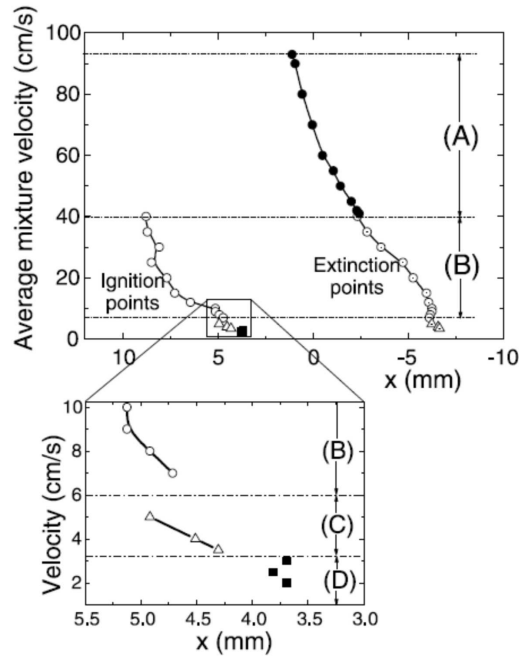 Average mixture velocity (cm/s)
100
80
60
40
20
0
(A)
(B)
Ignition
points
Extinction
points
10 5 0 -5 -10
x (mm)
Velocity (cm/s)
10
8
6
4
2
(B)
(C)
(D)
5.5 5.0 4.5 4.0 3.5 3.0
x (mm)